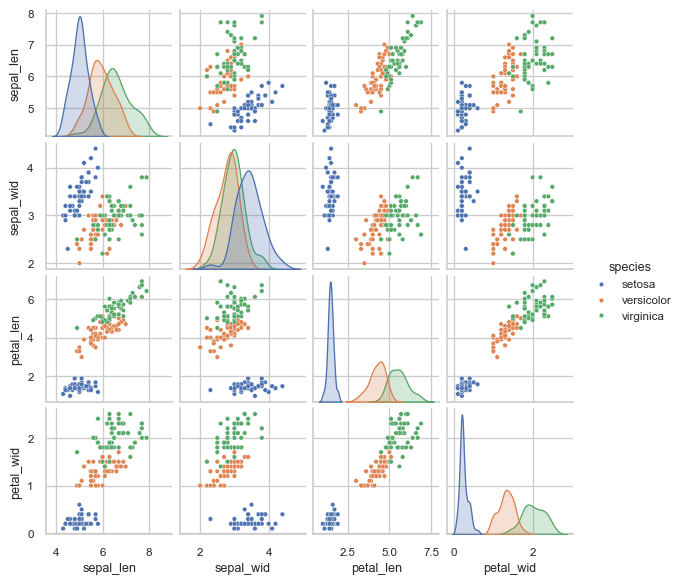 8
7
6
5
sepal_len
4
3
2
sepal_wid
6
4
2
petal_len
2
1
0
petal_wid
4 6 8
sepal_len
2 4
sepal_wid
2.5 5.0 7.5
petal_len
0 2
petal_wid
species
setosa
versicolor
virginica